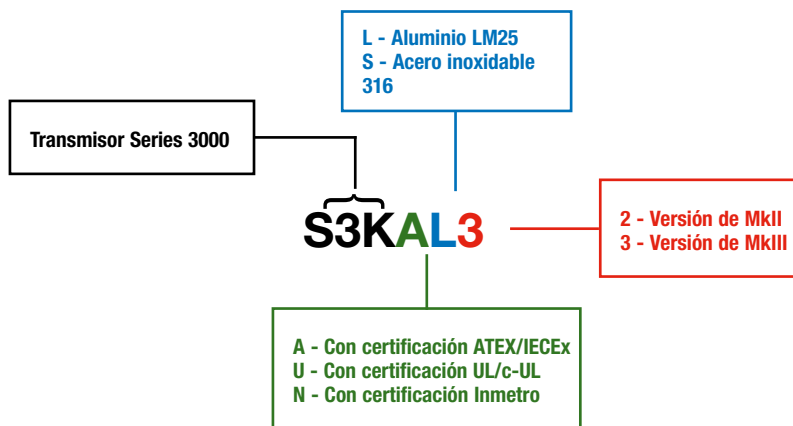 L - Aluminio LM25
S - Acero inoxidable
316
Transmisor Series 3000
S3KAL3
2 - Versión de MkII
3 - Versión de MkIII
A - Con certificación ATEX/IECEx
U - Con certificación UL/c-UL
N - Con certificación Inmetro